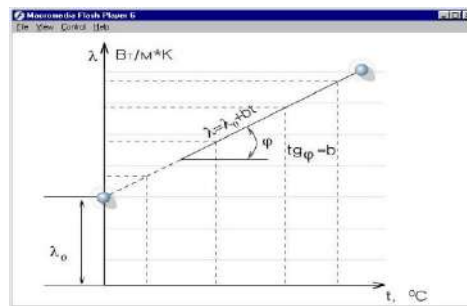 Macromedia Flash Player 6
File View Control Help
λ Вт/м*К
λ=λ₀+bt
φ
tgφ=b
λ₀
t, °C